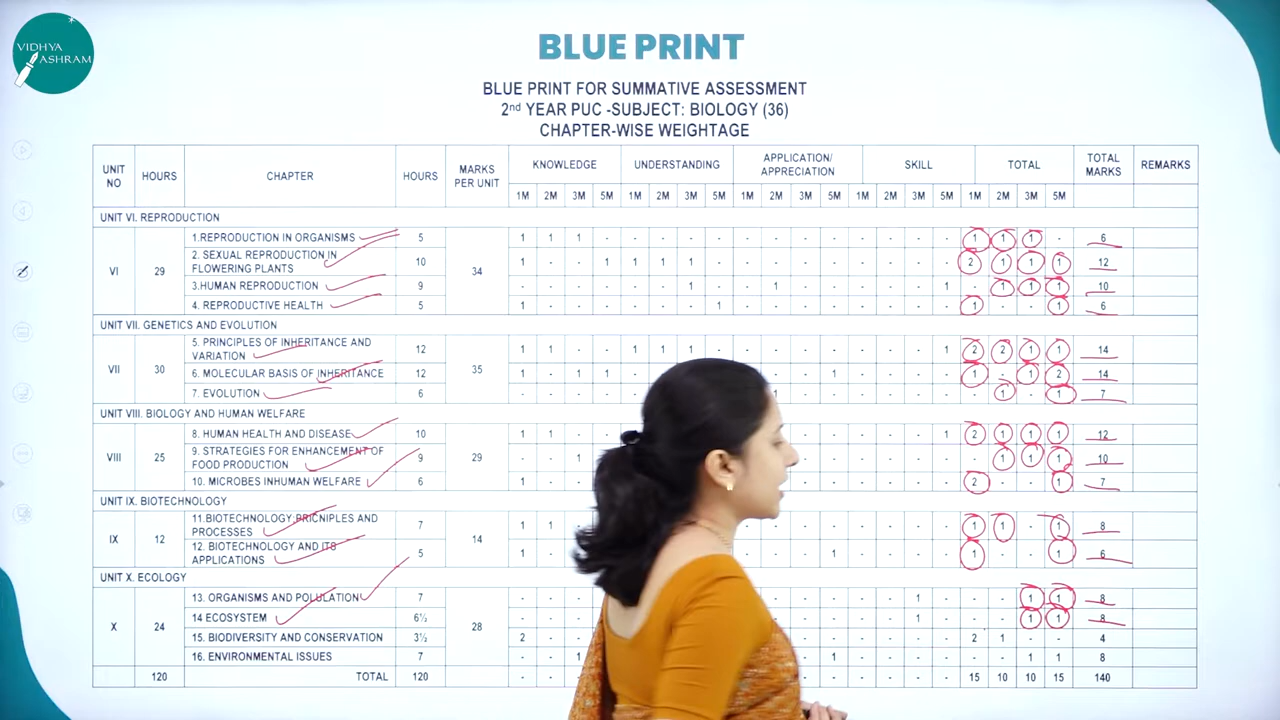 VIDHYA
ASHRAM
BLUE PRINT
BLUE PRINT FOR SUMMATIVE ASSESSMENT
2nd YEAR PUC -SUBJECT: BIOLOGY (36)
CHAPTER-WISE WEIGHTAGE
UNIT NO HOURS CHAPTER HOURS MARKS PER UNIT KNOWLEDGE UNDERSTANDING APPLICATION/ APPRECIATION SKILL TOTAL TOTAL MARKS REMARKS
1M 2M 3M 5M 1M 2M 3M 5M 1M 2M 3M 5M 1M 2M 3M 5M 1M 2M 3M 5M
UNIT VI. REPRODUCTION
VI 29 34
1.REPRODUCTION IN ORGANISMS 5 1 1 1 - - - - - - - - - - - - - 1 1 1 - 6
2. SEXUAL REPRODUCTION IN FLOWERING PLANTS 10 1 - - 1 1 1 1 - - - - - - - - - 2 1 1 1 12
3.HUMAN REPRODUCTION 9 - - - - - - 1 - - 1 - - - - - 1 - 1 1 1 10
4. REPRODUCTIVE HEALTH 5 1 - - - - - - 1 - - - - - - - - 1 - - 1 6
UNIT VII. GENETICS AND EVOLUTION
VII 30 35
5. PRINCIPLES OF INHERITANCE AND VARIATION 12 1 1 - - 1 1 1 - - - - - - - - 1 2 2 1 1 14
6. MOLECULAR BASIS OF INHERITANCE 12 1 - 1 1 - 1 - - - - 1 - 1 2 14
7. EVOLUTION 6 - - - - - 1 - - - - - - - 1 - 1 7
UNIT VIII. BIOLOGY AND HUMAN WELFARE
VIII 25 29
8. HUMAN HEALTH AND DISEASE 10 1 1 - - - - - 1 2 1 1 1 12
9. STRATEGIES FOR ENHANCEMENT OF FOOD PRODUCTION 9 - - 1 - - - - - - 1 1 1 10
10. MICROBES INHUMAN WELFARE 6 1 - - - - - - - 2 - - 1 7
UNIT IX. BIOTECHNOLOGY
IX 12 14
11.BIOTECHNOLOGY PRICNIPLES AND PROCESSES 7 1 1 - - - - - - 1 1 - 1 8
12. BIOTECHNOLOGY AND ITS APPLICATIONS 5 1 - - 1 - - - - 1 - - 1 6
UNIT X. ECOLOGY
X 24 28
13. ORGANISMS AND POLULATION 7 - - - - - - 1 - - - 1 1 8
14 ECOSYSTEM 6½ - - - - - - 1 - - - 1 1 8
15. BIODIVERSITY AND CONSERVATION 3½ 2 - - - - - - - 2 1 - - 4
16. ENVIRONMENTAL ISSUES 7 - - 1 1 - - - - - - 1 1 8
120 TOTAL 120 - - - - - - - - 15 10 10 15 140